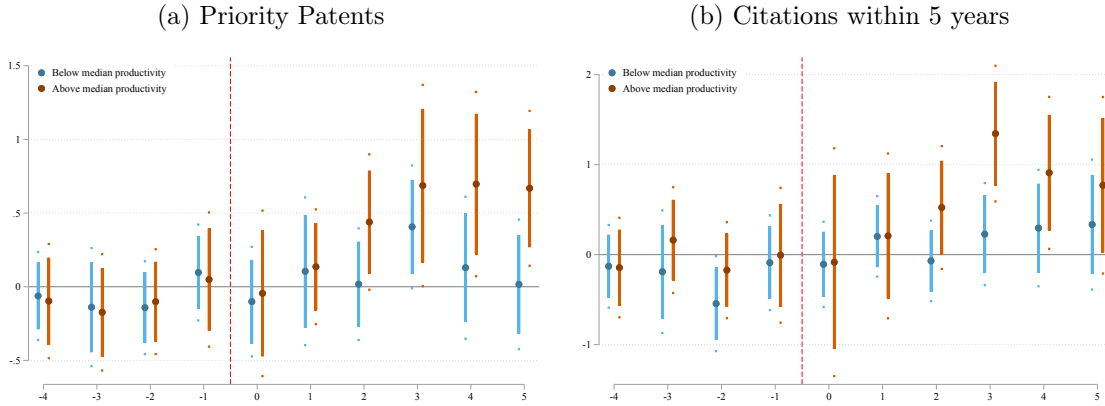 (a) Priority Patents
Below median productivity
Above median productivity
1.5
1
.5
0
-.5
-4 -3 -2 -1 0 1 2 3 4 5
(b) Citations within 5 years
Below median productivity
Above median productivity
2
1
0
-1
-4 -3 -2 -1 0 1 2 3 4 5